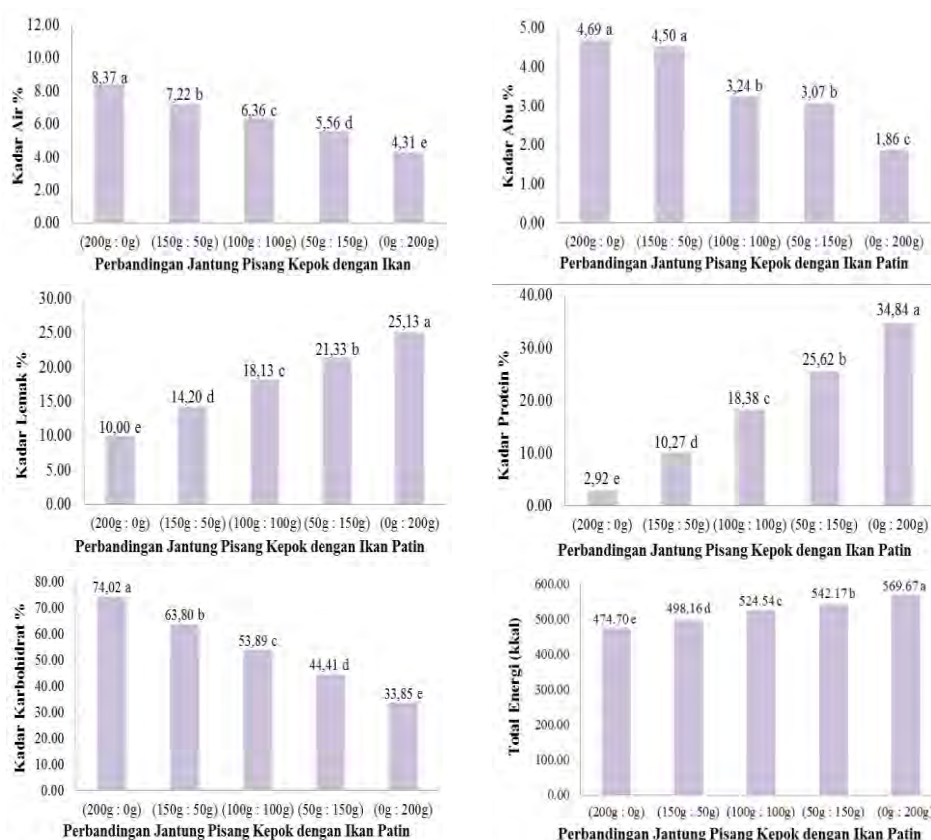 12.00
10.00
8.00
6.00
4.00
2.00
0.00
Kadar Air %
8,37 a
7,22 b
6,36 c
5,56 d
4,31 e
(200g : 0g) (150g : 50g) (100g : 100g) (50g : 150g) (0g : 200g)
Perbandingan Jantung Pisang Kepok dengan Ikan
5.00
4.00
3.00
2.00
1.00
0.00
Kadar Abu %
4,69 a
4,50 a
3,24 b
3,07 b
1,86 c
(200g : 0g) (150g : 50g) (100g : 100g) (50g : 150g) (0g : 200g)
Perbandingan Jantung Pisang Kepok dengan Ikan Patin
30.00
25.00
20.00
15.00
10.00
5.00
0.00
Kadar Lemak %
10,00 e
14,20 d
18,13 c
21,33 b
25,13 a
(200g : 0g) (150g : 50g) (100g : 100g) (50g : 150g) (0g : 200g)
Perbandingan Jantung Pisang Kepok dengan Ikan Patin
40.00
30.00
20.00
10.00
0.00
Kadar Protein %
2,92 e
10,27 d
18,38 c
25,62 b
34,84 a
(200g : 0g) (150g : 50g) (100g : 100g) (50g : 150g) (0g : 200g)
Perbandingan Jantung Pisang Kepok dengan Ikan Patin
80.00
70.00
60.00
50.00
40.00
30.00
20.00
10.00
0.00
Kadar Karbohidrat %
74,02 a
63,80 b
53,89 c
44,41 d
33,85 e
(200g : 0g) (150g : 50g) (100g : 100g) (50g : 150g) (0g : 200g)
Perbandingan Jantung Pisang Kepok dengan Ikan Patin
600.00
500.00
400.00
300.00
200.00
100.00
0.00
Total Energi (kkal)
474.70 e
498,16 d
524.54 c
542.17 b
569.67 a
(200g : 0g) (150g : 50g) (100g : 100g) (50g : 150g) (0g : 200g)
Perbandingan Jantung Pisang Kepok dengan Ikan Patin